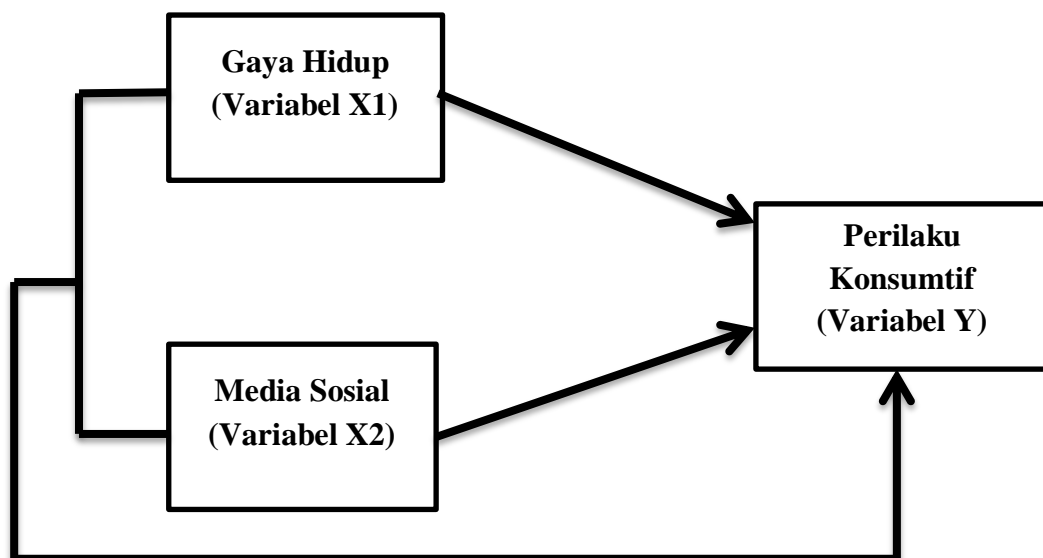 Gaya Hidup
(Variabel X1)
Media Sosial
(Variabel X2)
Perilaku
Konsumtif
(Variabel Y)